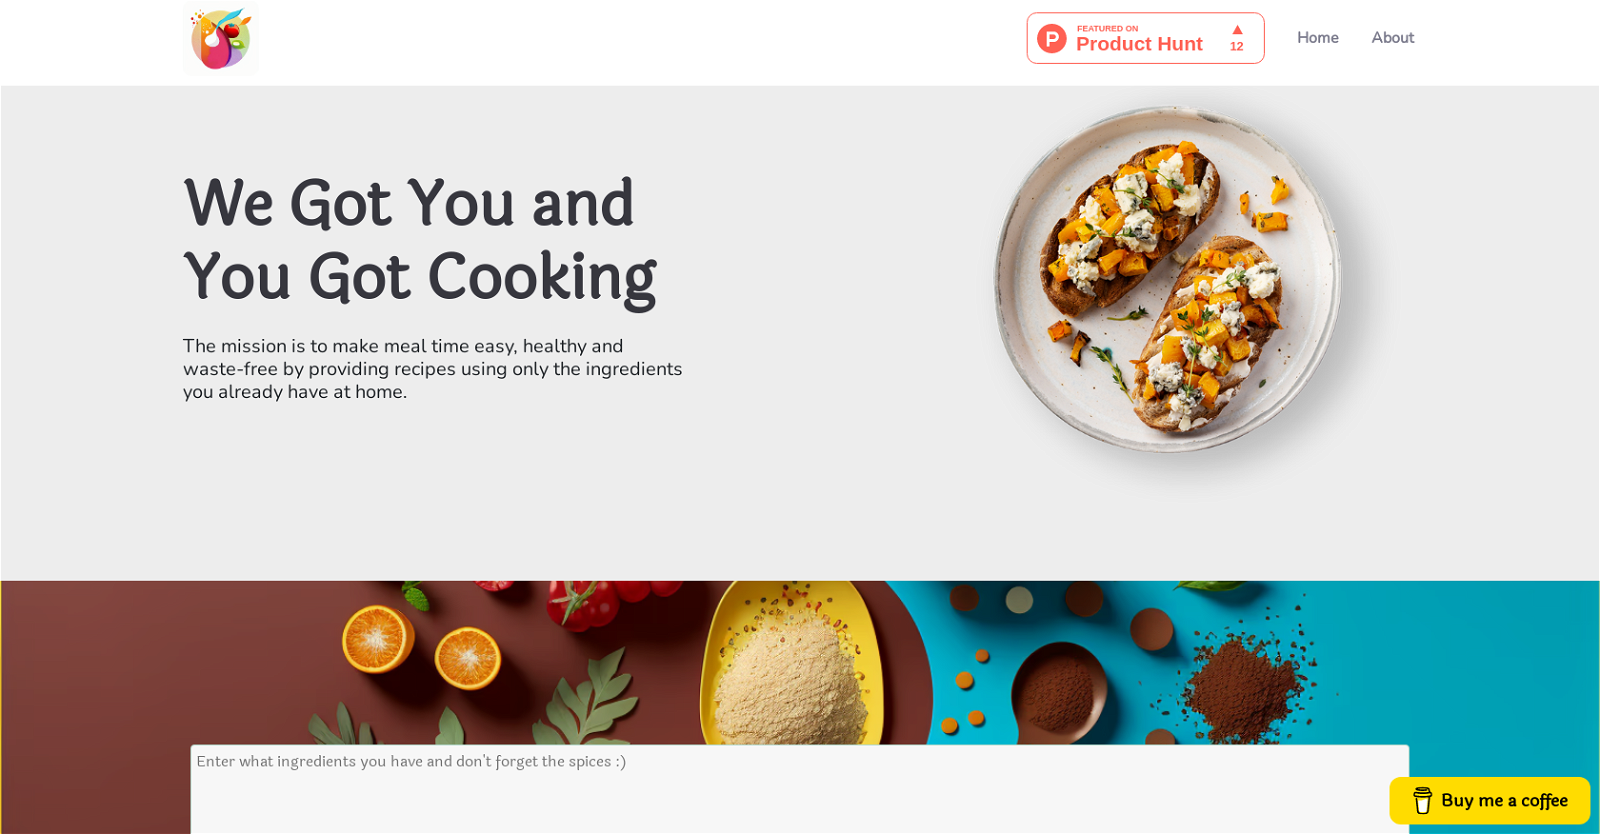 FEATURED ON
Product Hunt
12
Home
About
We Got You and
You Got Cooking
The mission is to make meal time easy, healthy and
waste-free by providing recipes using only the ingredients
you already have at home.
Enter what ingredients you have and don't forget the spices :)
Buy me a coffee